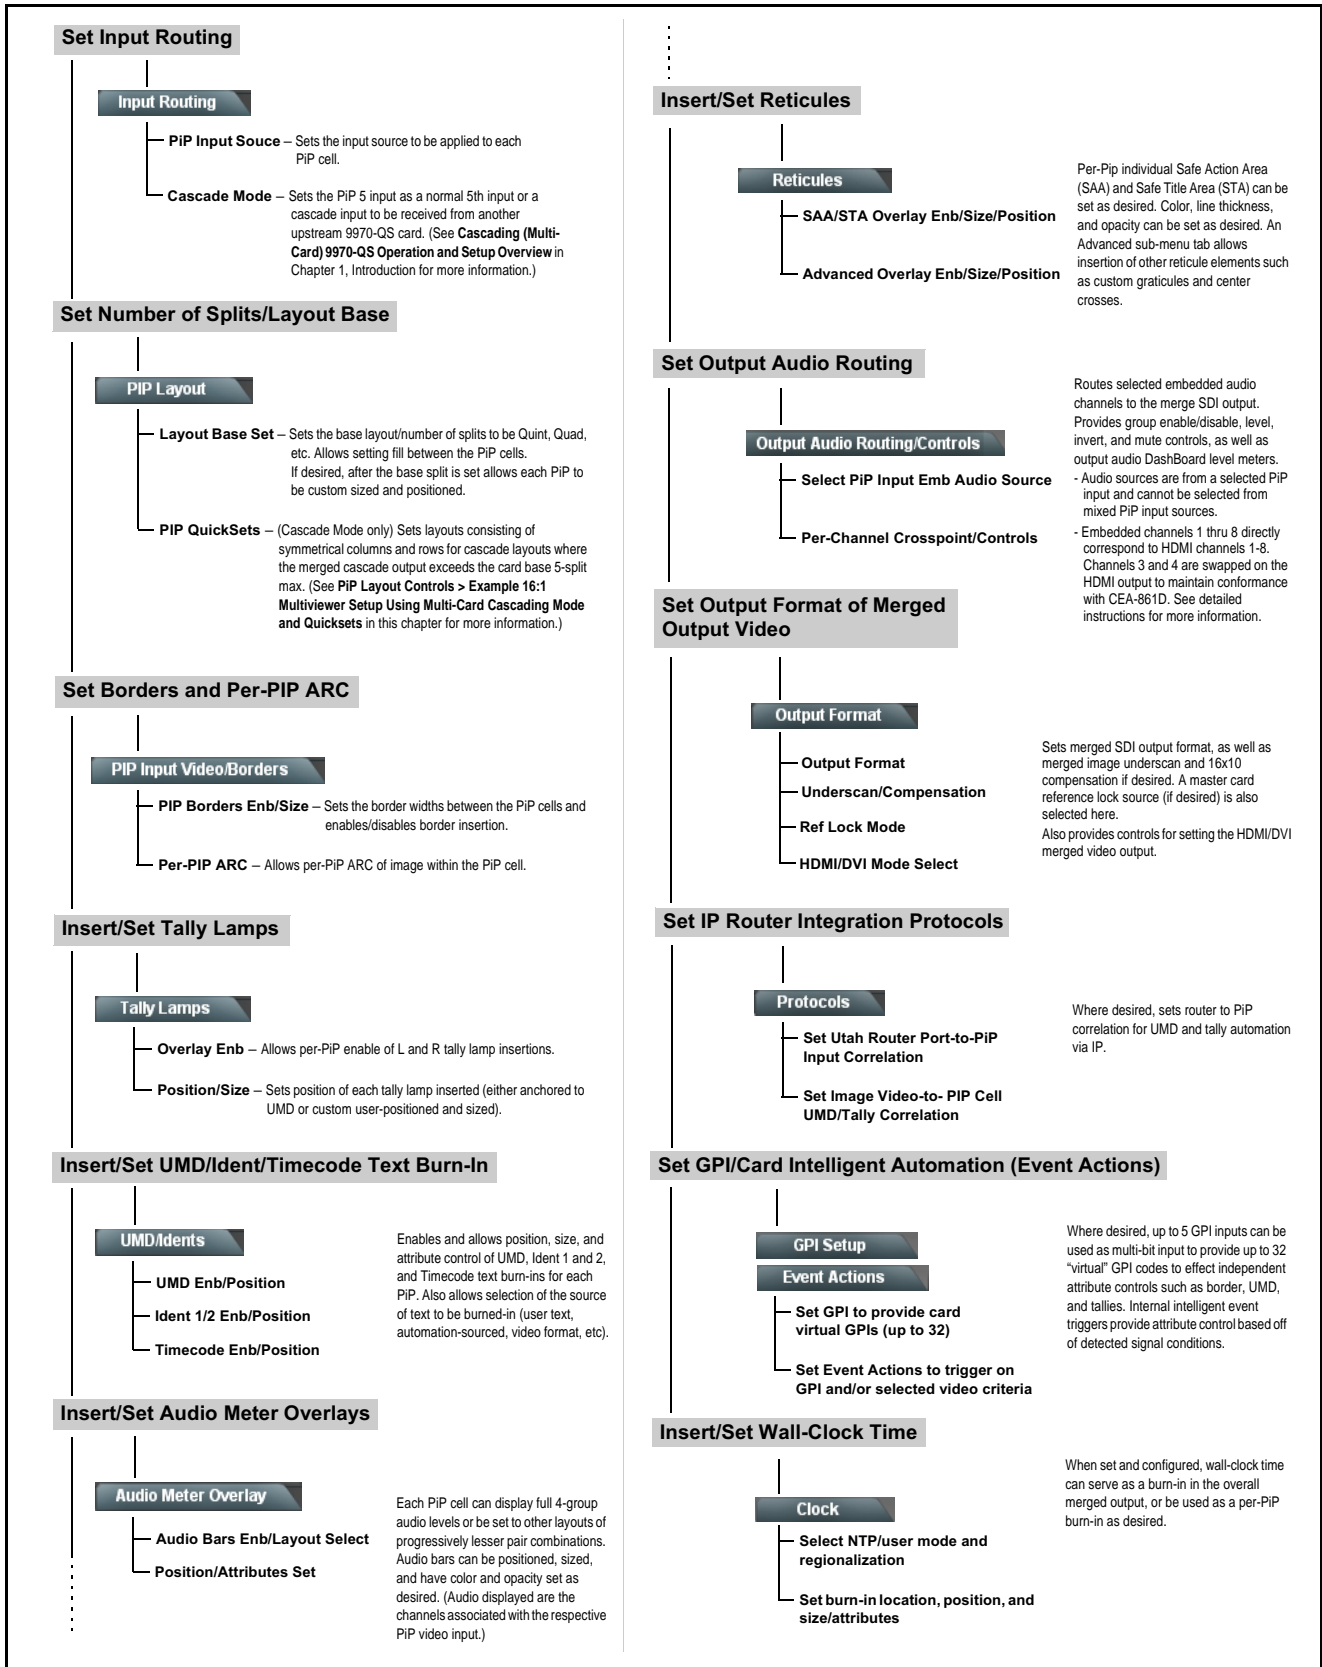 Set Input Routing
Input Routing
PiP Input Souce – Sets the input source to be applied to each
PiP cell.
Cascade Mode – Sets the PiP 5 input as a normal 5th input or a
cascade input to be received from another
upstream 9970-QS card. (See Cascading (Multi-
Card) 9970-QS Operation and Setup Overview in
Chapter 1, Introduction for more information.)
Set Number of Splits/Layout Base
PIP Layout
Layout Base Set – Sets the base layout/number of splits to be Quint, Quad,
etc. Allows setting fill between the PiP cells.
If desired, after the base split is set allows each PiP to
be custom sized and positioned.
PIP QuickSets – (Cascade Mode only) Sets layouts consisting of
symmetrical columns and rows for cascade layouts where
the merged cascade output exceeds the card base 5-split
max. (See PiP Layout Controls > Example 16:1
Multiviewer Setup Using Multi-Card Cascading Mode
and Quicksets in this chapter for more information.)
Set Borders and Per-PIP ARC
PIP Input Video/Borders
PIP Borders Enb/Size – Sets the border widths between the PiP cells and
enables/disables border insertion.
Per-PIP ARC – Allows per-PiP ARC of image within the PiP cell.
Insert/Set Tally Lamps
Tally Lamps
Overlay Enb – Allows per-PiP enable of L and R tally lamp insertions.
Position/Size – Sets position of each tally lamp inserted (either anchored to
UMD or custom user-positioned and sized).
Insert/Set UMD/Ident/Timecode Text Burn-In
UMD/Idents
UMD Enb/Position
Ident 1/2 Enb/Position
Timecode Enb/Position
Enables and allows position, size, and
attribute control of UMD, Ident 1 and 2,
and Timecode text burn-ins for each
PiP. Also allows selection of the source
of text to be burned-in (user text,
automation-sourced, video format, etc).
Insert/Set Audio Meter Overlays
Audio Meter Overlay
Audio Bars Enb/Layout Select
Position/Attributes Set
Each PiP cell can display full 4-group
audio levels or be set to other layouts of
progressively lesser pair combinations.
Audio bars can be positioned, sized,
and have color and opacity set as
desired. (Audio displayed are the
channels associated with the respective
PiP video input.)
Insert/Set Reticules
Reticules
SAA/STA Overlay Enb/Size/Position
Advanced Overlay Enb/Size/Position
Per-Pip individual Safe Action Area
(SAA) and Safe Title Area (STA) can be
set as desired. Color, line thickness,
and opacity can be set as desired. An
Advanced sub-menu tab allows
insertion of other reticule elements such
as custom graticules and center
crosses.
Set Output Audio Routing
Output Audio Routing/Controls
Select PiP Input Emb Audio Source
Per-Channel Crosspoint/Controls
Routes selected embedded audio
channels to the merge SDI output.
Provides group enable/disable, level,
invert, and mute controls, as well as
output audio DashBoard level meters.
- Audio sources are from a selected PiP
input and cannot be selected from
mixed PiP input sources.
- Embedded channels 1 thru 8 directly
correspond to HDMI channels 1-8.
Channels 3 and 4 are swapped on the
HDMI output to maintain conformance
with CEA-861D. See detailed
instructions for more information.
Set Output Format of Merged
Output Video
Output Format
Output Format
Underscan/Compensation
Ref Lock Mode
HDMI/DVI Mode Select
Sets merged SDI output format, as well as
merged image underscan and 16x10
compensation if desired. A master card
reference lock source (if desired) is also
selected here.
Also provides controls for setting the HDMI/DVI
merged video output.
Set IP Router Integration Protocols
Protocols
Set Utah Router Port-to-PiP
Input Correlation
Set Image Video-to- PIP Cell
UMD/Tally Correlation
Where desired, sets router to PiP
correlation for UMD and tally automation
via IP.
Set GPI/Card Intelligent Automation (Event Actions)
GPI Setup
Event Actions
Set GPI to provide card
virtual GPIs (up to 32)
Set Event Actions to trigger on
GPI and/or selected video criteria
Where desired, up to 5 GPI inputs can be
used as multi-bit input to provide up to 32
“virtual” GPI codes to effect independent
attribute controls such as border, UMD,
and tallies. Internal intelligent event
triggers provide attribute control based off
of detected signal conditions.
Insert/Set Wall-Clock Time
Clock
Select NTP/user mode and
regionalization
Set burn-in location, position, and
size/attributes
When set and configured, wall-clock time
can serve as a burn-in in the overall
merged output, or be used as a per-PiP
burn-in as desired.